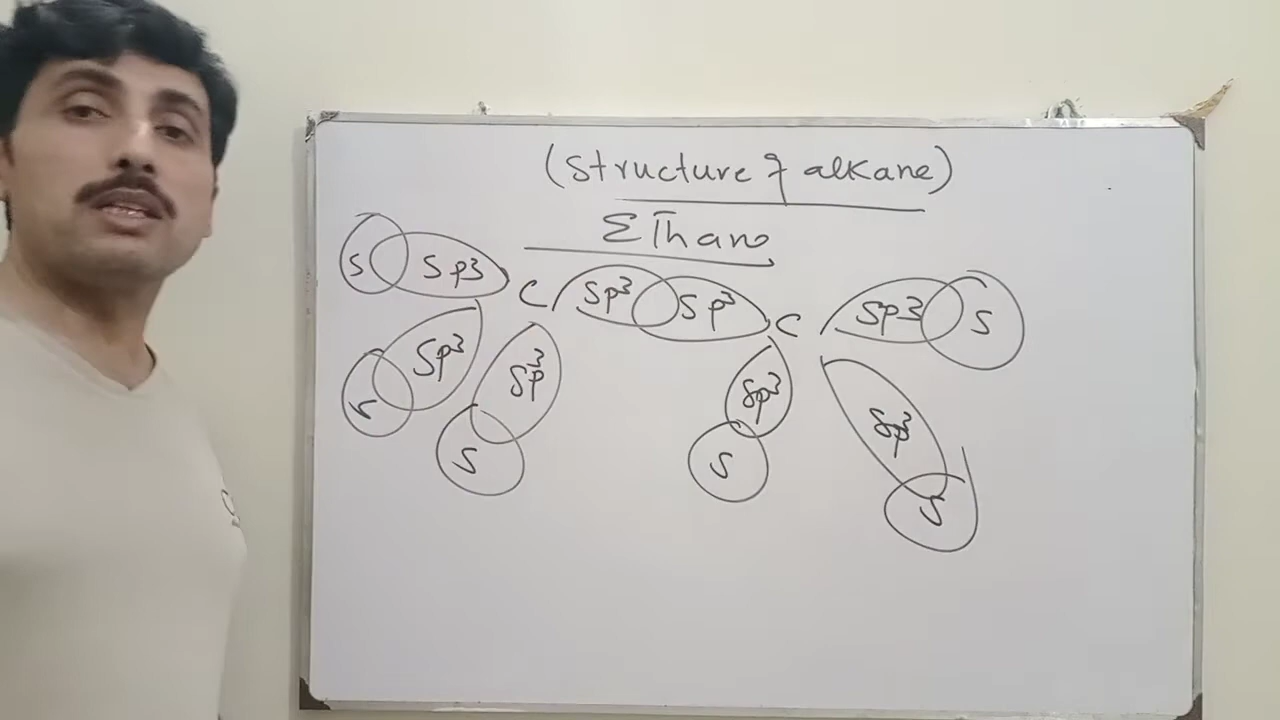 (Structure of alkane)
Ethane
S Sp3 C Sp³ Sp³ C Sp3 S
Sp³ Sp³ Sp³ Sp³
S S S S